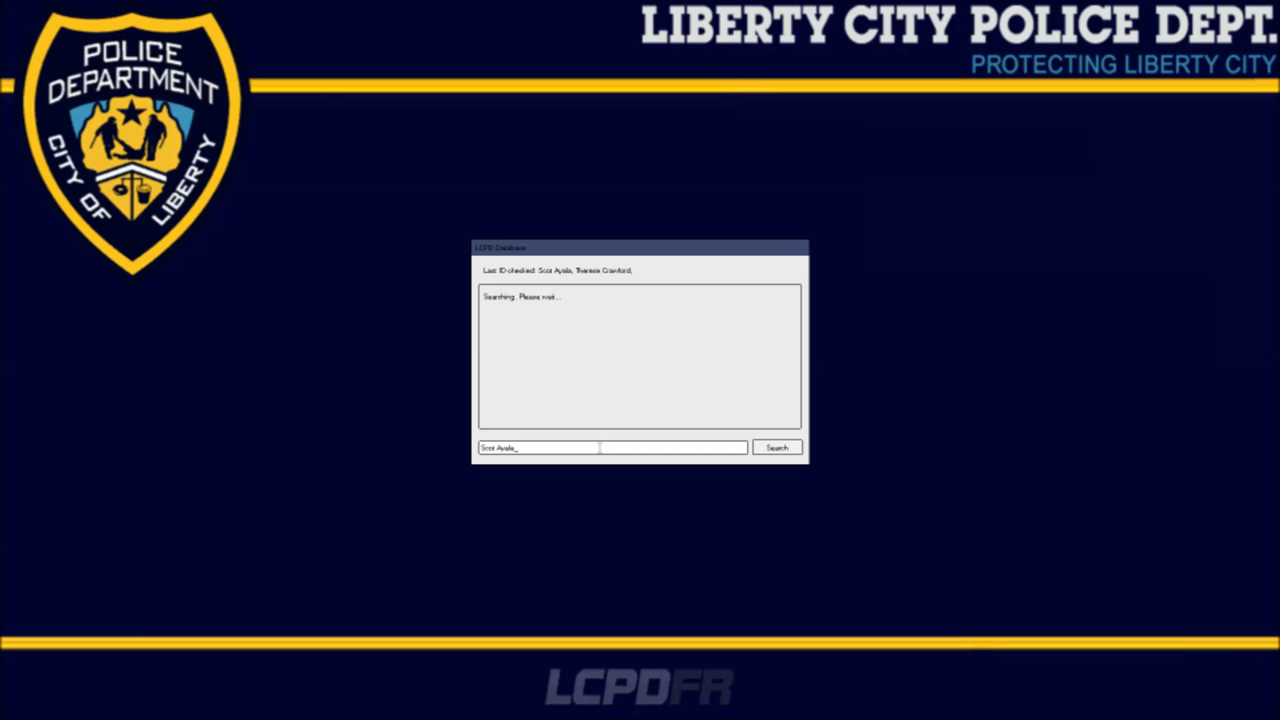 POLICE
DEPARTMENT
CITY OF
LIBERTY
LIBERTY CITY POLICE DEPT.
PROTECTING LIBERTY CITY
LCPD Database
Last ID checked: Scot Ayala, Therese Crawford,
Searching. Please wait...
Scot Ayala_
Search
LCPDFR